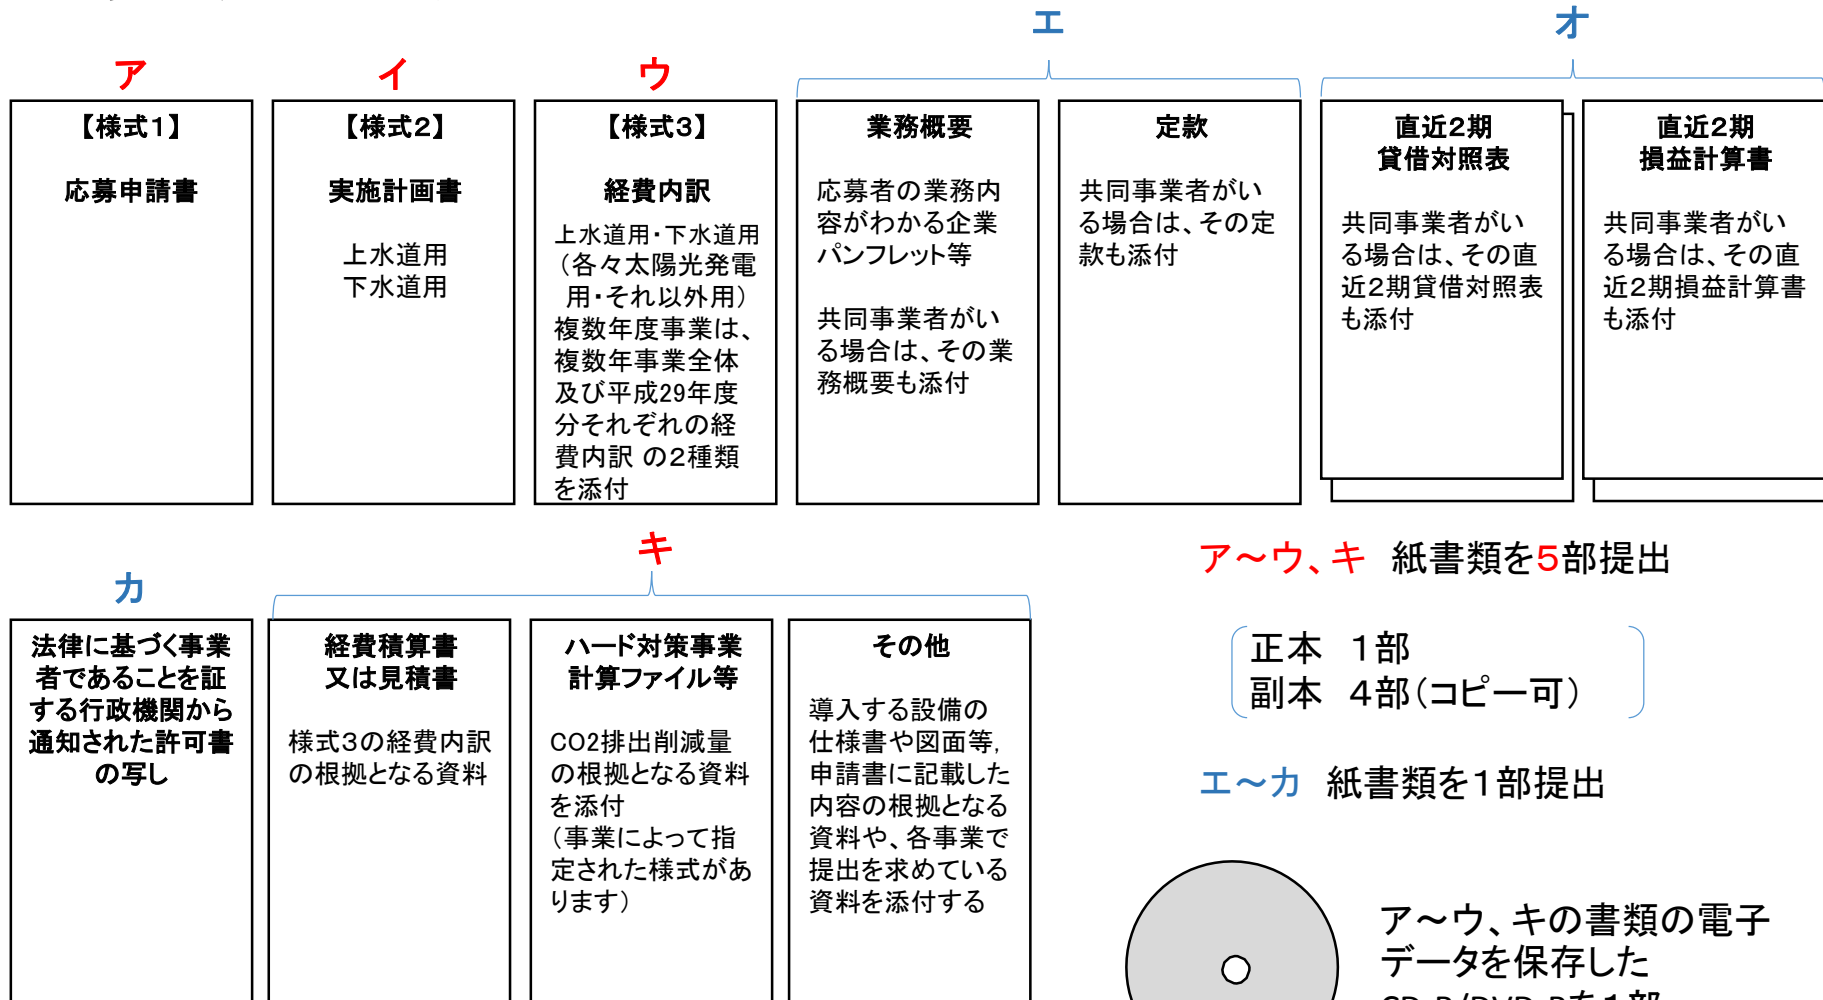 エ
オ
ア
イ
ウ
【様式1】
応募申請書
【様式2】
実施計画書
上水道用
下水道用
【様式3】
経費内訳
上水道用・下水道用
（各々太陽光発電
用・それ以外用）
複数年度事業は、
複数年事業全体
及び平成29年度
分それぞれの経
費内訳 の2種類
を添付
業務概要
応募者の業務内
容がわかる企業
パンフレット等
共同事業者がい
る場合は、その業
務概要も添付
定款
共同事業者がい
る場合は、その定
款も添付
直近2期
貸借対照表
共同事業者がい
る場合は、その直
近2期貸借対照表
も添付
直近2期
損益計算書
共同事業者がい
る場合は、その直
近2期損益計算書
も添付
カ
キ
法律に基づく事業
者であることを証
する行政機関から
通知された許可書
の写し
経費積算書
又は見積書
様式3の経費内訳
の根拠となる資料
ハード対策事業
計算ファイル等
CO2排出削減量
の根拠となる資料
を添付
（事業によって指
定された様式があ
ります）
その他
導入する設備の
仕様書や図面等,
申請書に記載した
内容の根拠となる
資料や、各事業で
提出を求めている
資料を添付する
ア～ウ、キ 紙書類を5部提出
正本 1部
副本 4部（コピー可）
エ～カ 紙書類を1部提出
ア～ウ、キの書類の電子
データを保存した
CD-R/DVD-Rを1部